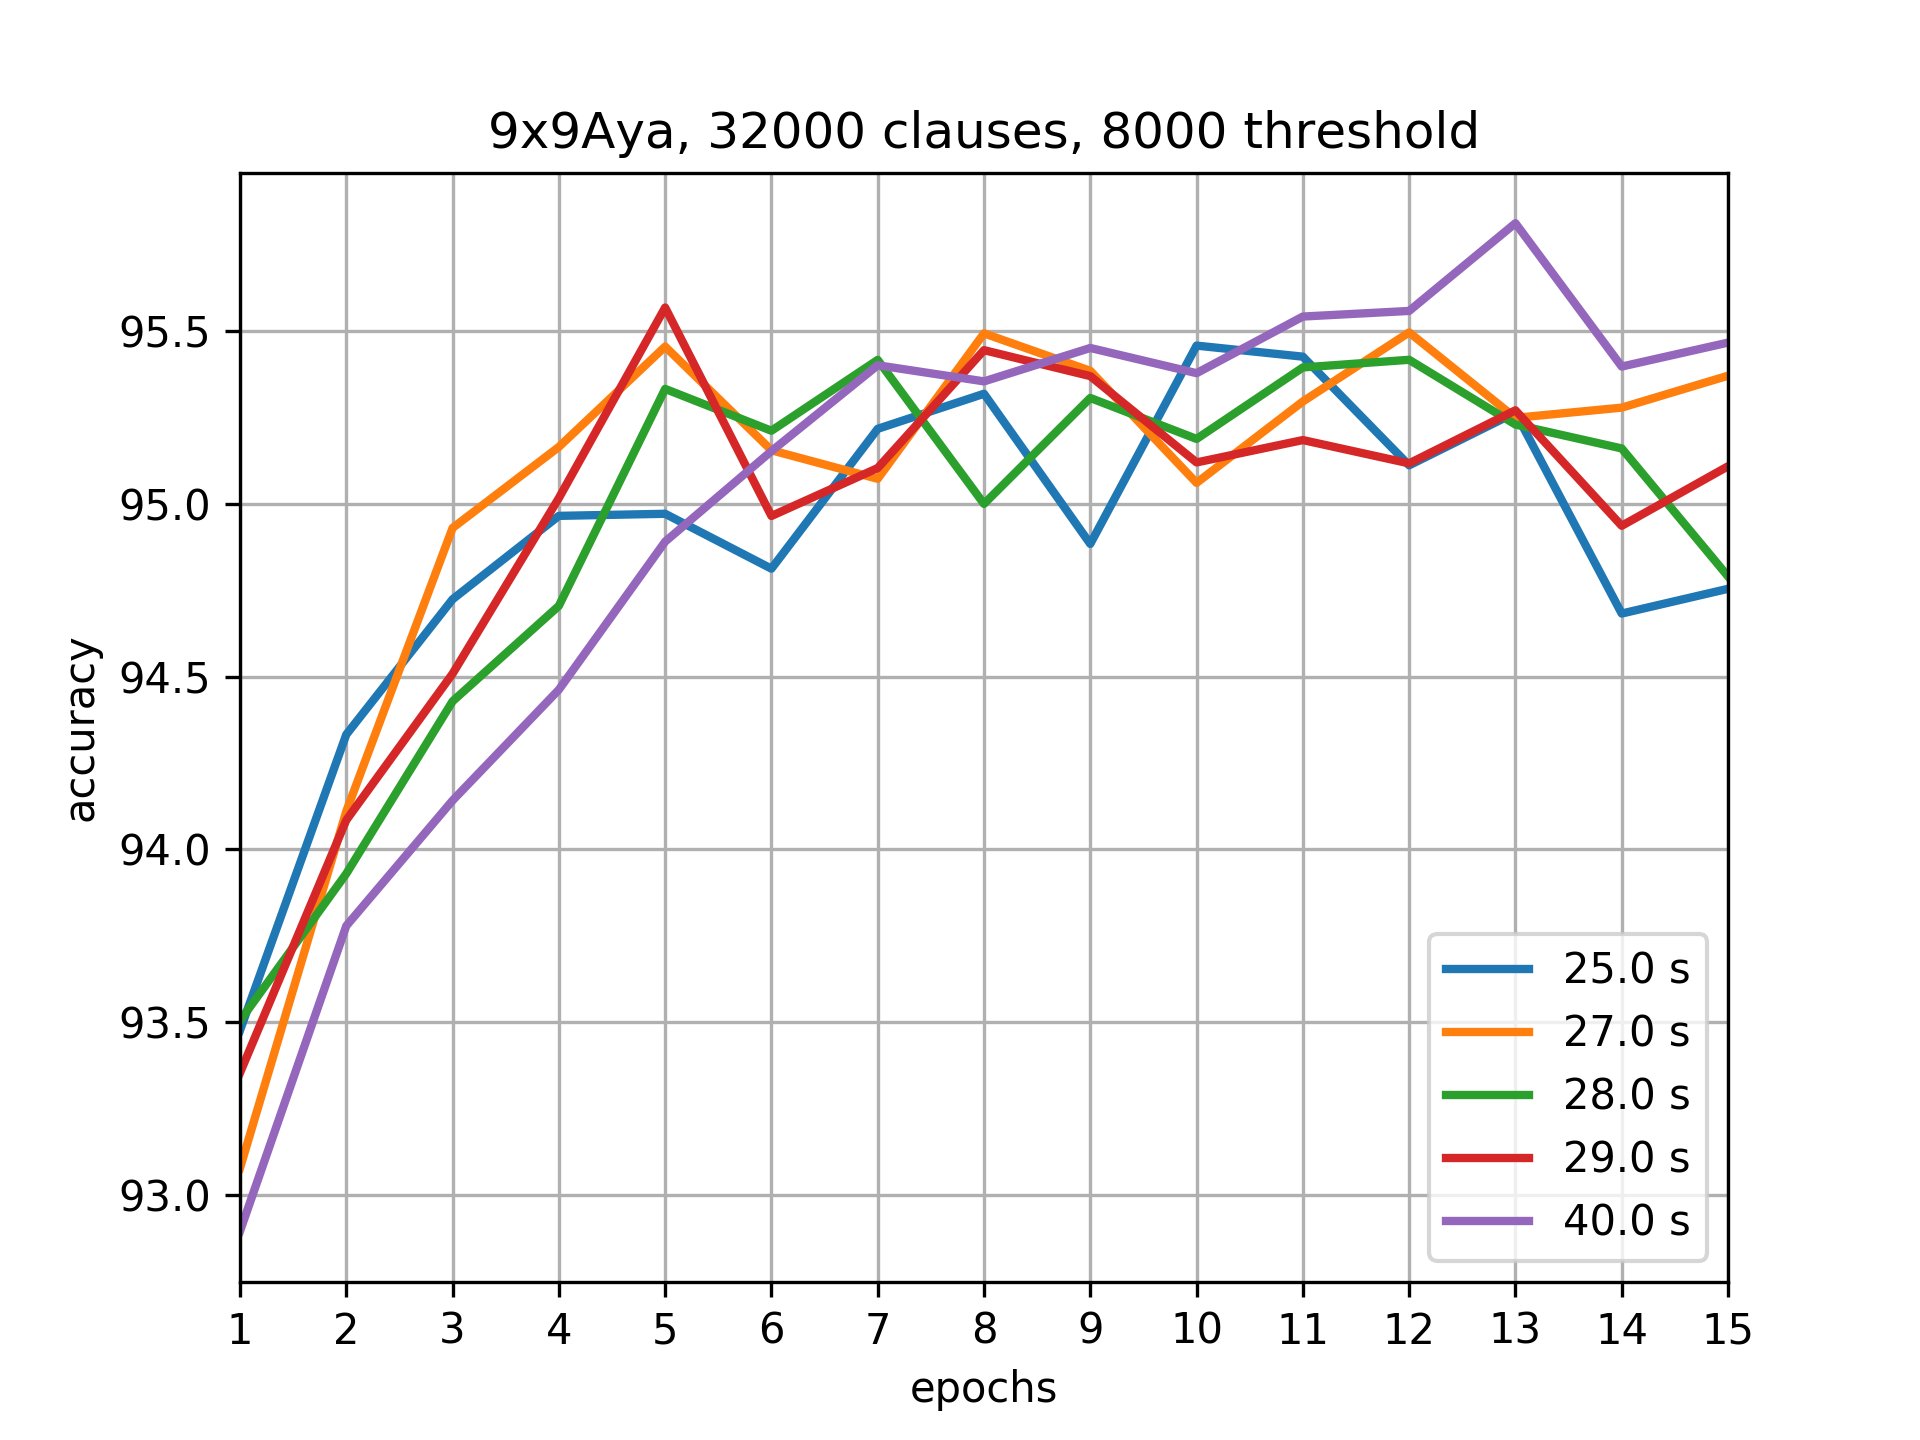 9x9Aya, 32000 clauses, 8000 threshold
accuracy
95.5
95.0
94.5
94.0
93.5
93.0
25.0 s
27.0 s
28.0 s
29.0 s
40.0 s
1 2 3 4 5 6 7 8 9 10 11 12 13 14 15
epochs